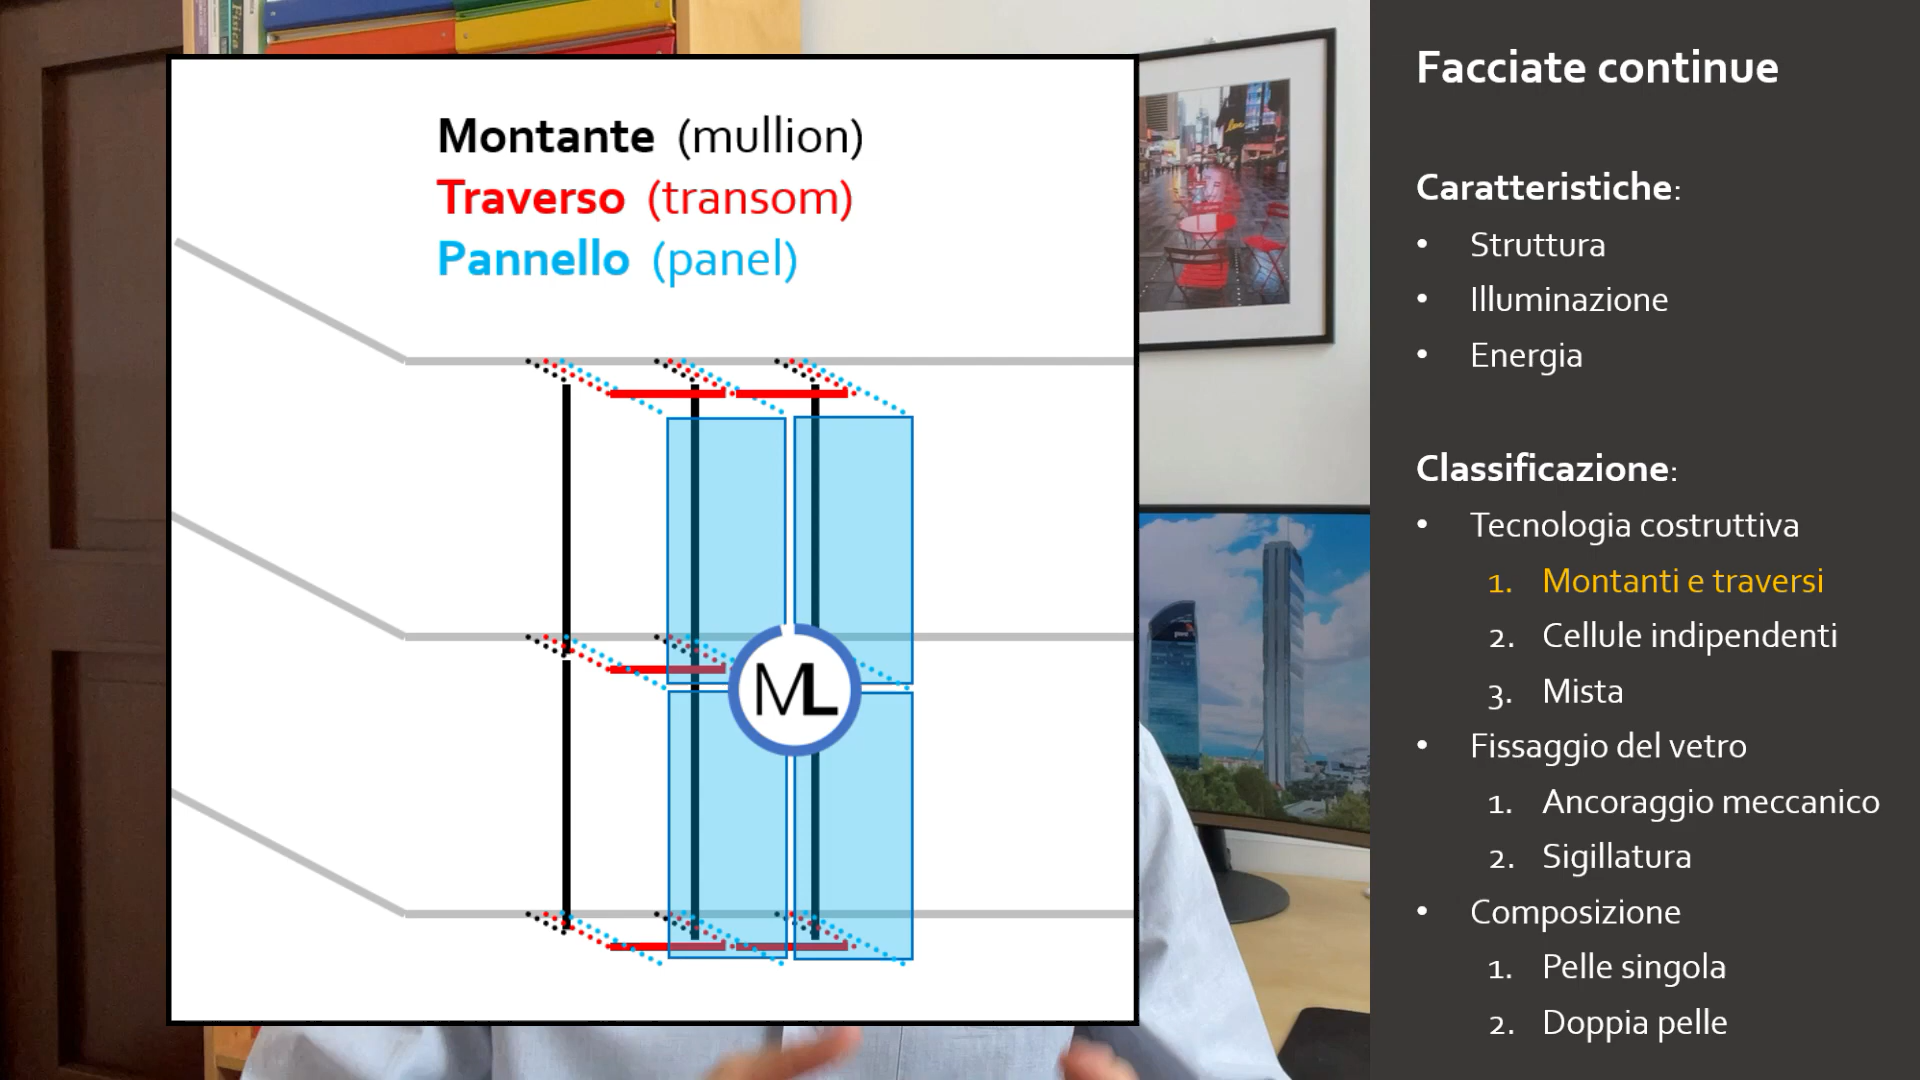 Montante (mullion)
Traverso (transom)
Pannello (panel)
ML
Fisica
Facciate continue
Caratteristiche:
• Struttura
• Illuminazione
• Energia
Classificazione:
• Tecnologia costruttiva
1. Montanti e traversi
2. Cellule indipendenti
3. Mista
• Fissaggio del vetro
1. Ancoraggio meccanico
2. Sigillatura
• Composizione
1. Pelle singola
2. Doppia pelle